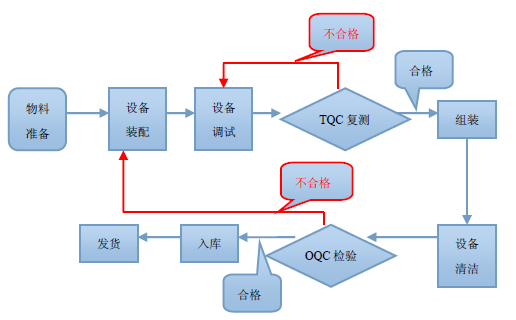 不合格
合格
物料
准备
设备
装配
设备
调试
TQC 复测
组装
不合格
发货
入库
OQC 检验
设备
清洁
合格